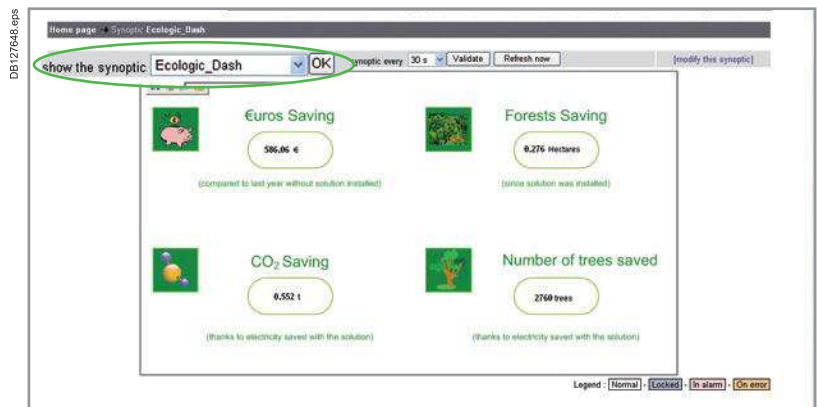 DB127648.eps
Home page ➔ Synoptic Ecologic_Dash
show the synoptic Ecologic_Dash OK synoptic every 30 s Validate Refresh now [modify this synoptic]
€uros Saving
586.06 €
(compared to last year without solution installed)
Forests Saving
0.276 Hectares
(since solution was installed)
CO₂ Saving
0.552 t
(thanks to electricity saved with the solution)
Number of trees saved
2760 trees
(thanks to electricity saved with the solution)
Legend : Normal - Locked - In alarm - On error